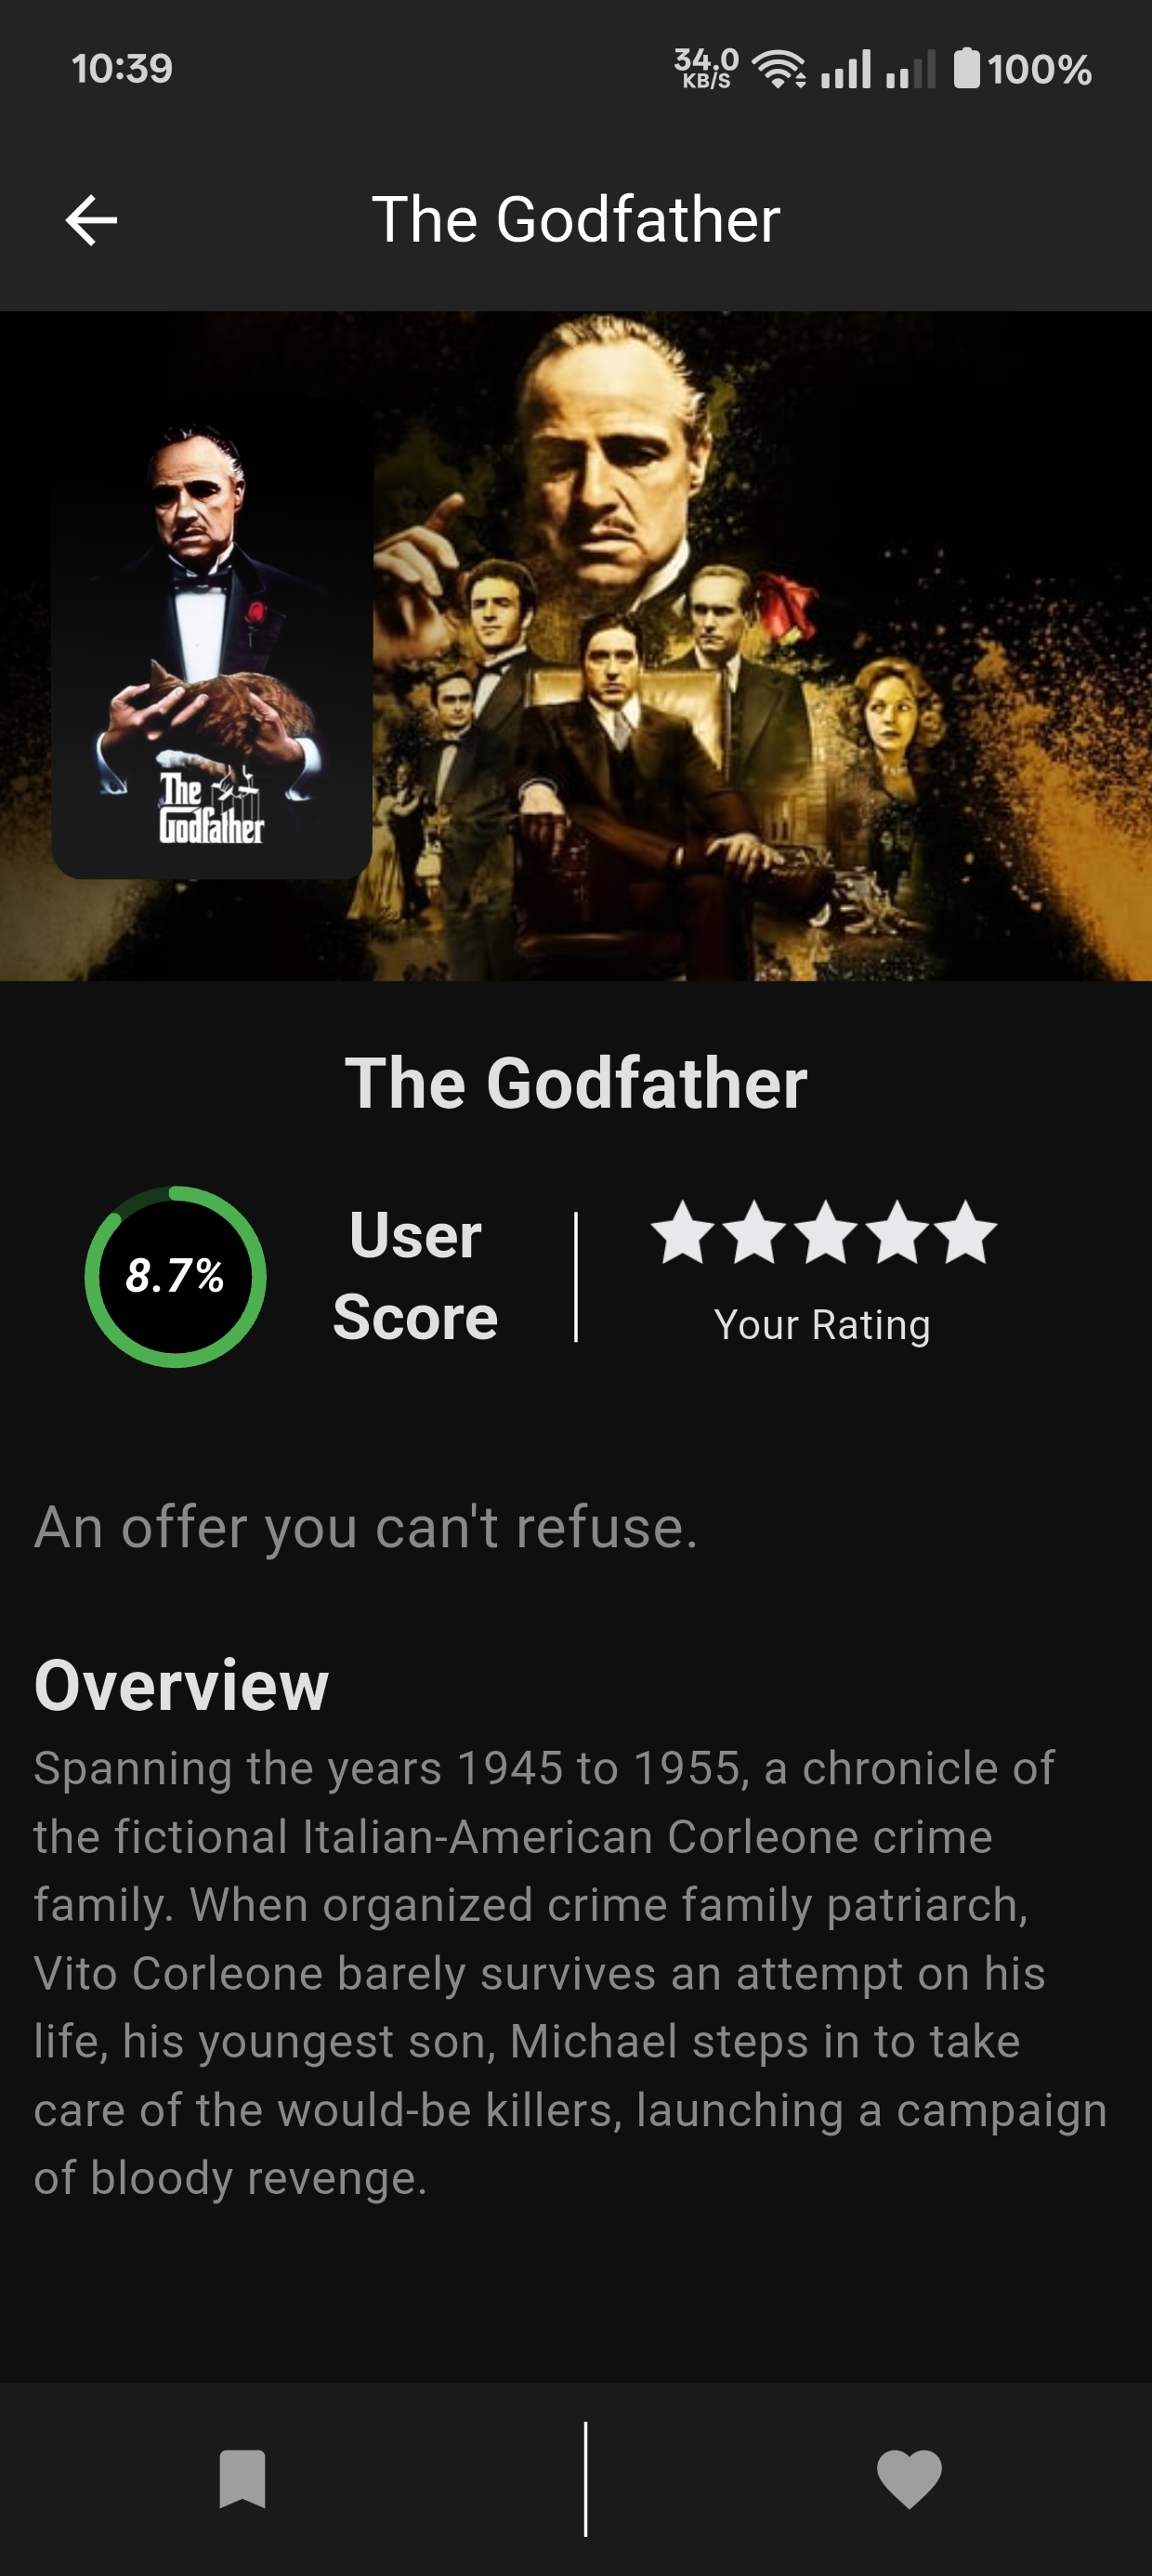 10:39
34.0
KB/S
100%
The Godfather
The
Godfather
The Godfather
8.7%
User
Score
Your Rating
An offer you can't refuse.
Overview
Spanning the years 1945 to 1955, a chronicle of
the fictional Italian-American Corleone crime
family. When organized crime family patriarch,
Vito Corleone barely survives an attempt on his
life, his youngest son, Michael steps in to take
care of the would-be killers, launching a campaign
of bloody revenge.